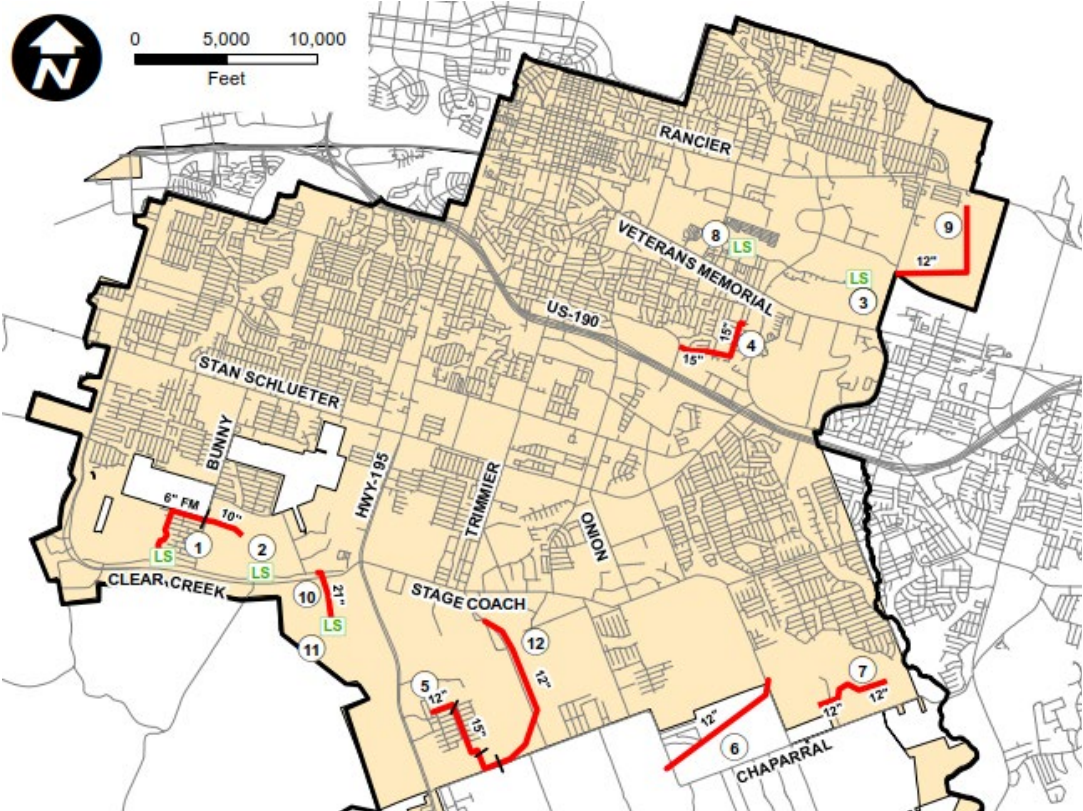 N
0 5,000 10,000
Feet
RANCIER
8
LS
VETERANS MEMORIAL
9
12"
LS
3
US-190
15"
15"
4
STAN SCHLUETER
BUNNY
HWY-195
TRIMMIER
ONION
6" FM
10"
LS
1
2
LS
CLEAR CREEK
10
21"
LS
11
STAGE COACH
12
12"
5
12"
15"
7
12"
12"
12"
6
CHAPARRAL